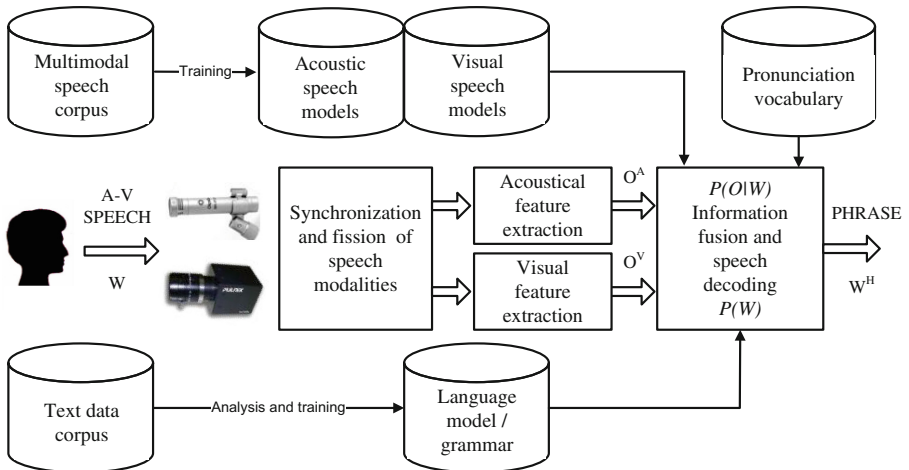 Multimodal
speech
corpus
Training
Acoustic
speech
models
Visual
speech
models
Pronunciation
vocabulary
A-V
SPEECH
W
PULNiX
Synchronization
and fission of
speech
modalities
Acoustical
feature
extraction
Visual
feature
extraction
O^A
O^V
P(O|W)
Information
fusion and
speech
decoding
P(W)
PHRASE
W^H
Text data
corpus
Analysis and training
Language
model /
grammar